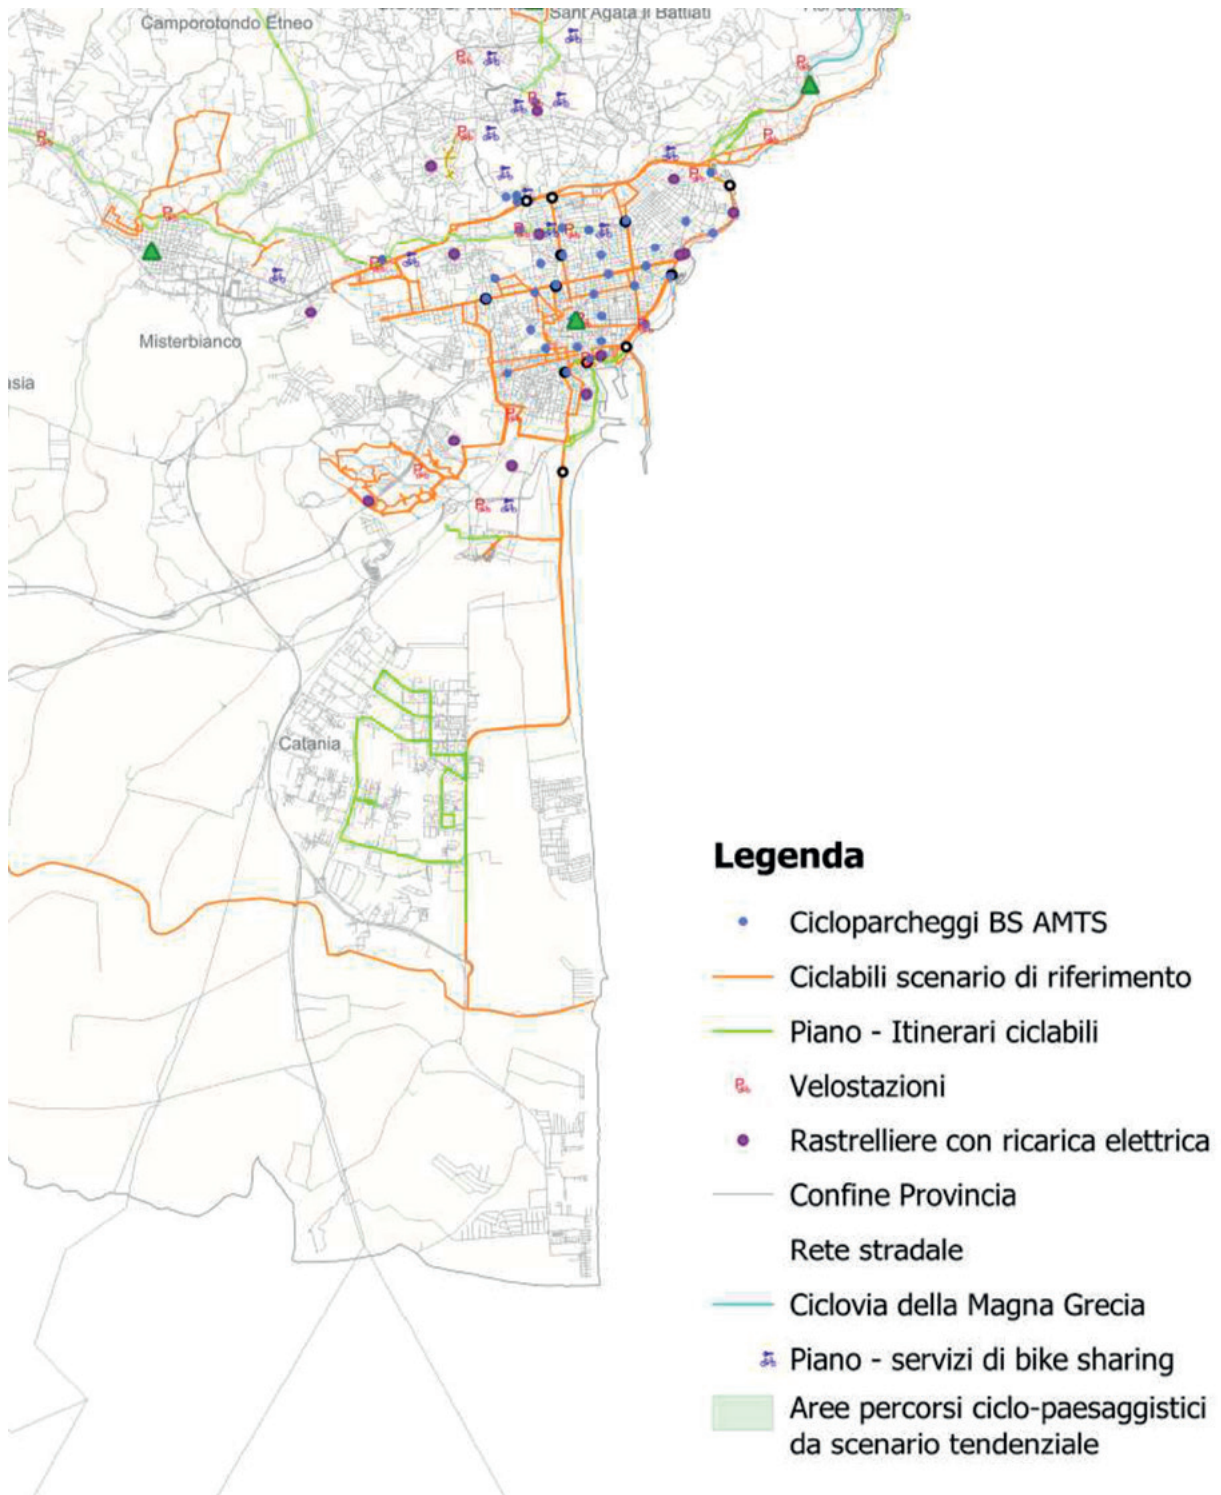 Camporotondo Etneo
Sant'Agata li Battiati
Misterbianco
asia
Catania
Legenda
Cicloparcheggi BS AMTS
Ciclabili scenario di riferimento
Piano - Itinerari ciclabili
Velostazioni
Rastrelliere con ricarica elettrica
Confine Provincia
Rete stradale
Ciclovia della Magna Grecia
Piano - servizi di bike sharing
Aree percorsi ciclo-paesaggistici
da scenario tendenziale